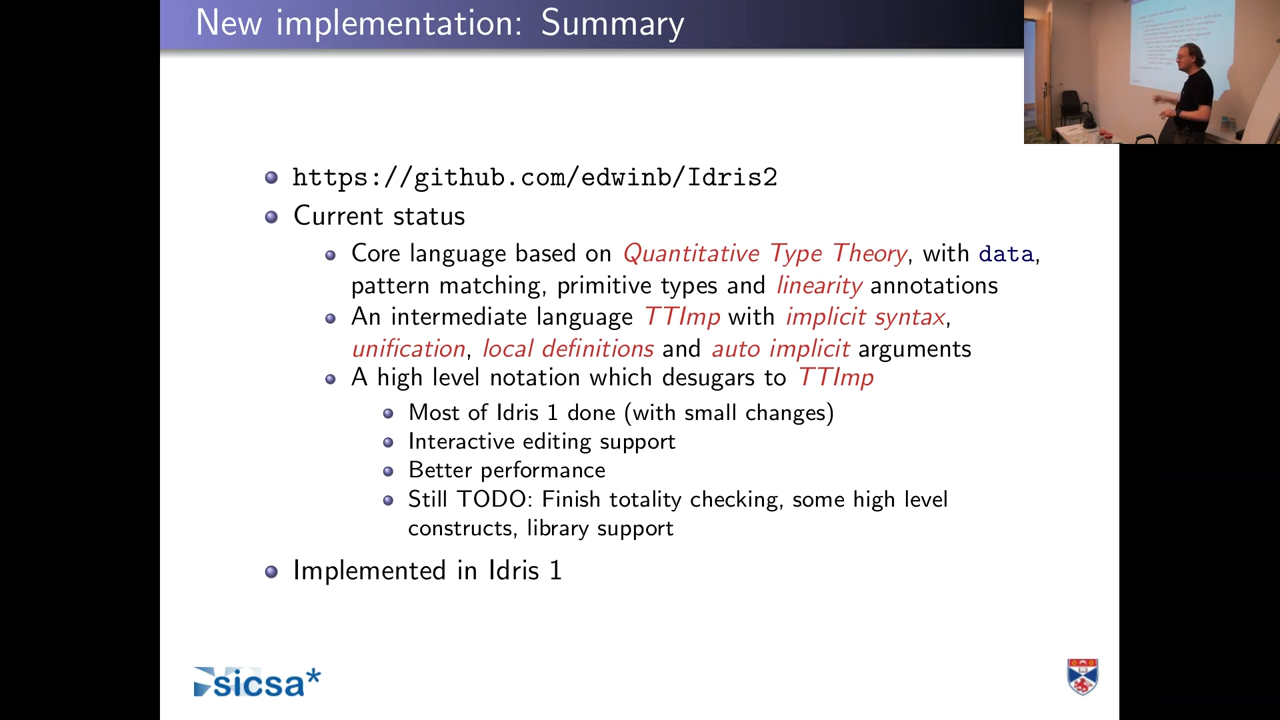 New implementation: Summary
https://github.com/edwinb/Idris2
Current status
Core language based on Quantitative Type Theory, with data,
pattern matching, primitive types and linearity annotations
An intermediate language TTImp with implicit syntax,
unification, local definitions and auto implicit arguments
A high level notation which desugars to TTImp
Most of Idris 1 done (with small changes)
Interactive editing support
Better performance
Still TODO: Finish totality checking, some high level
constructs, library support
Implemented in Idris 1
sicsa*